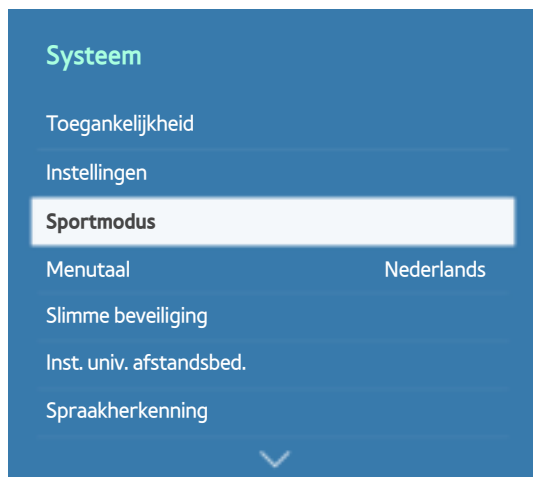 Systeem
Toegankelijkheid
Instellingen
Sportmodus
Menutaal Nederlands
Slimme beveiliging
Inst. univ. afstandsbed.
Spraakherkenning